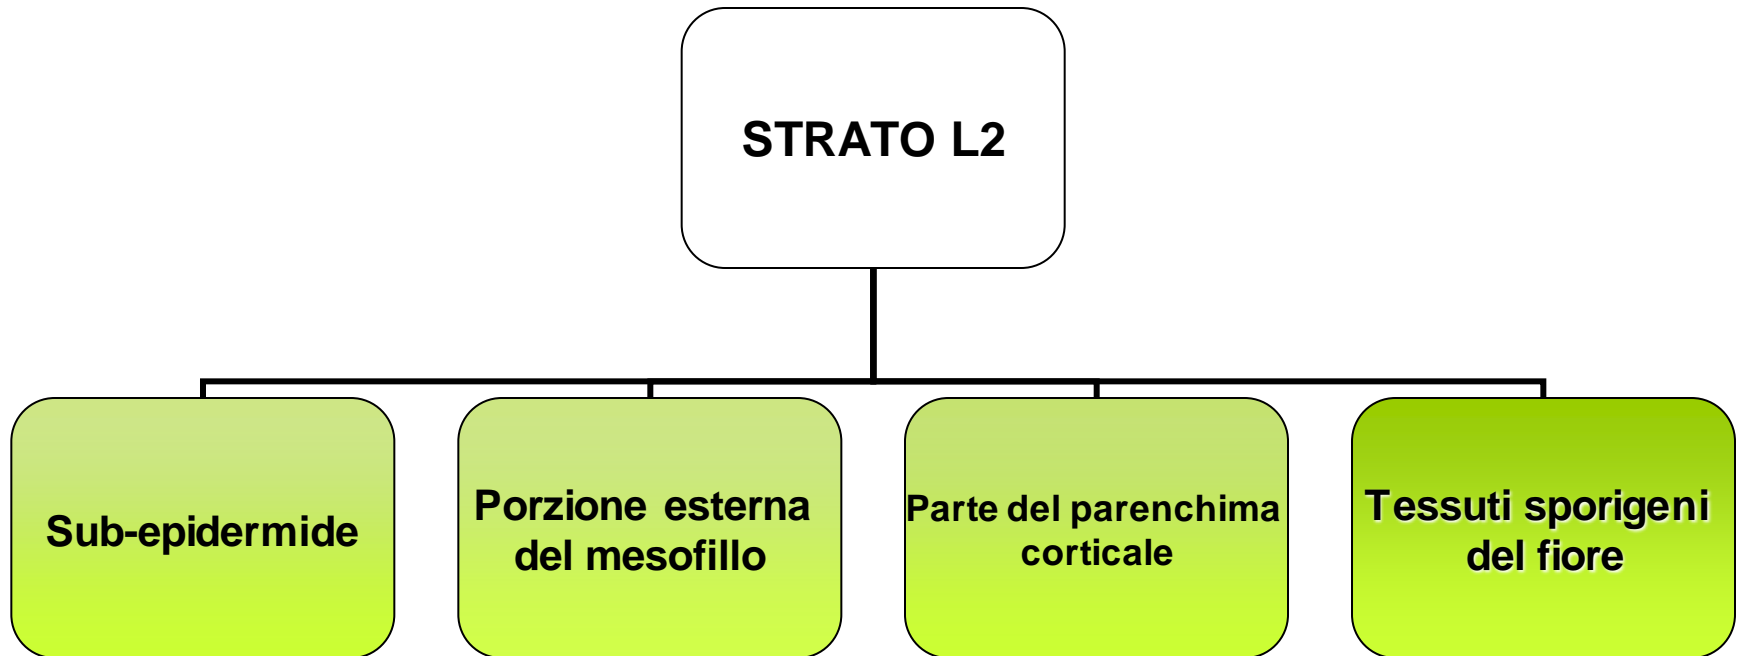 STRATO L2
Sub-epidermide
Porzione esterna
del mesofillo
Parte del parenchima
corticale
Tessuti sporigeni
del fiore